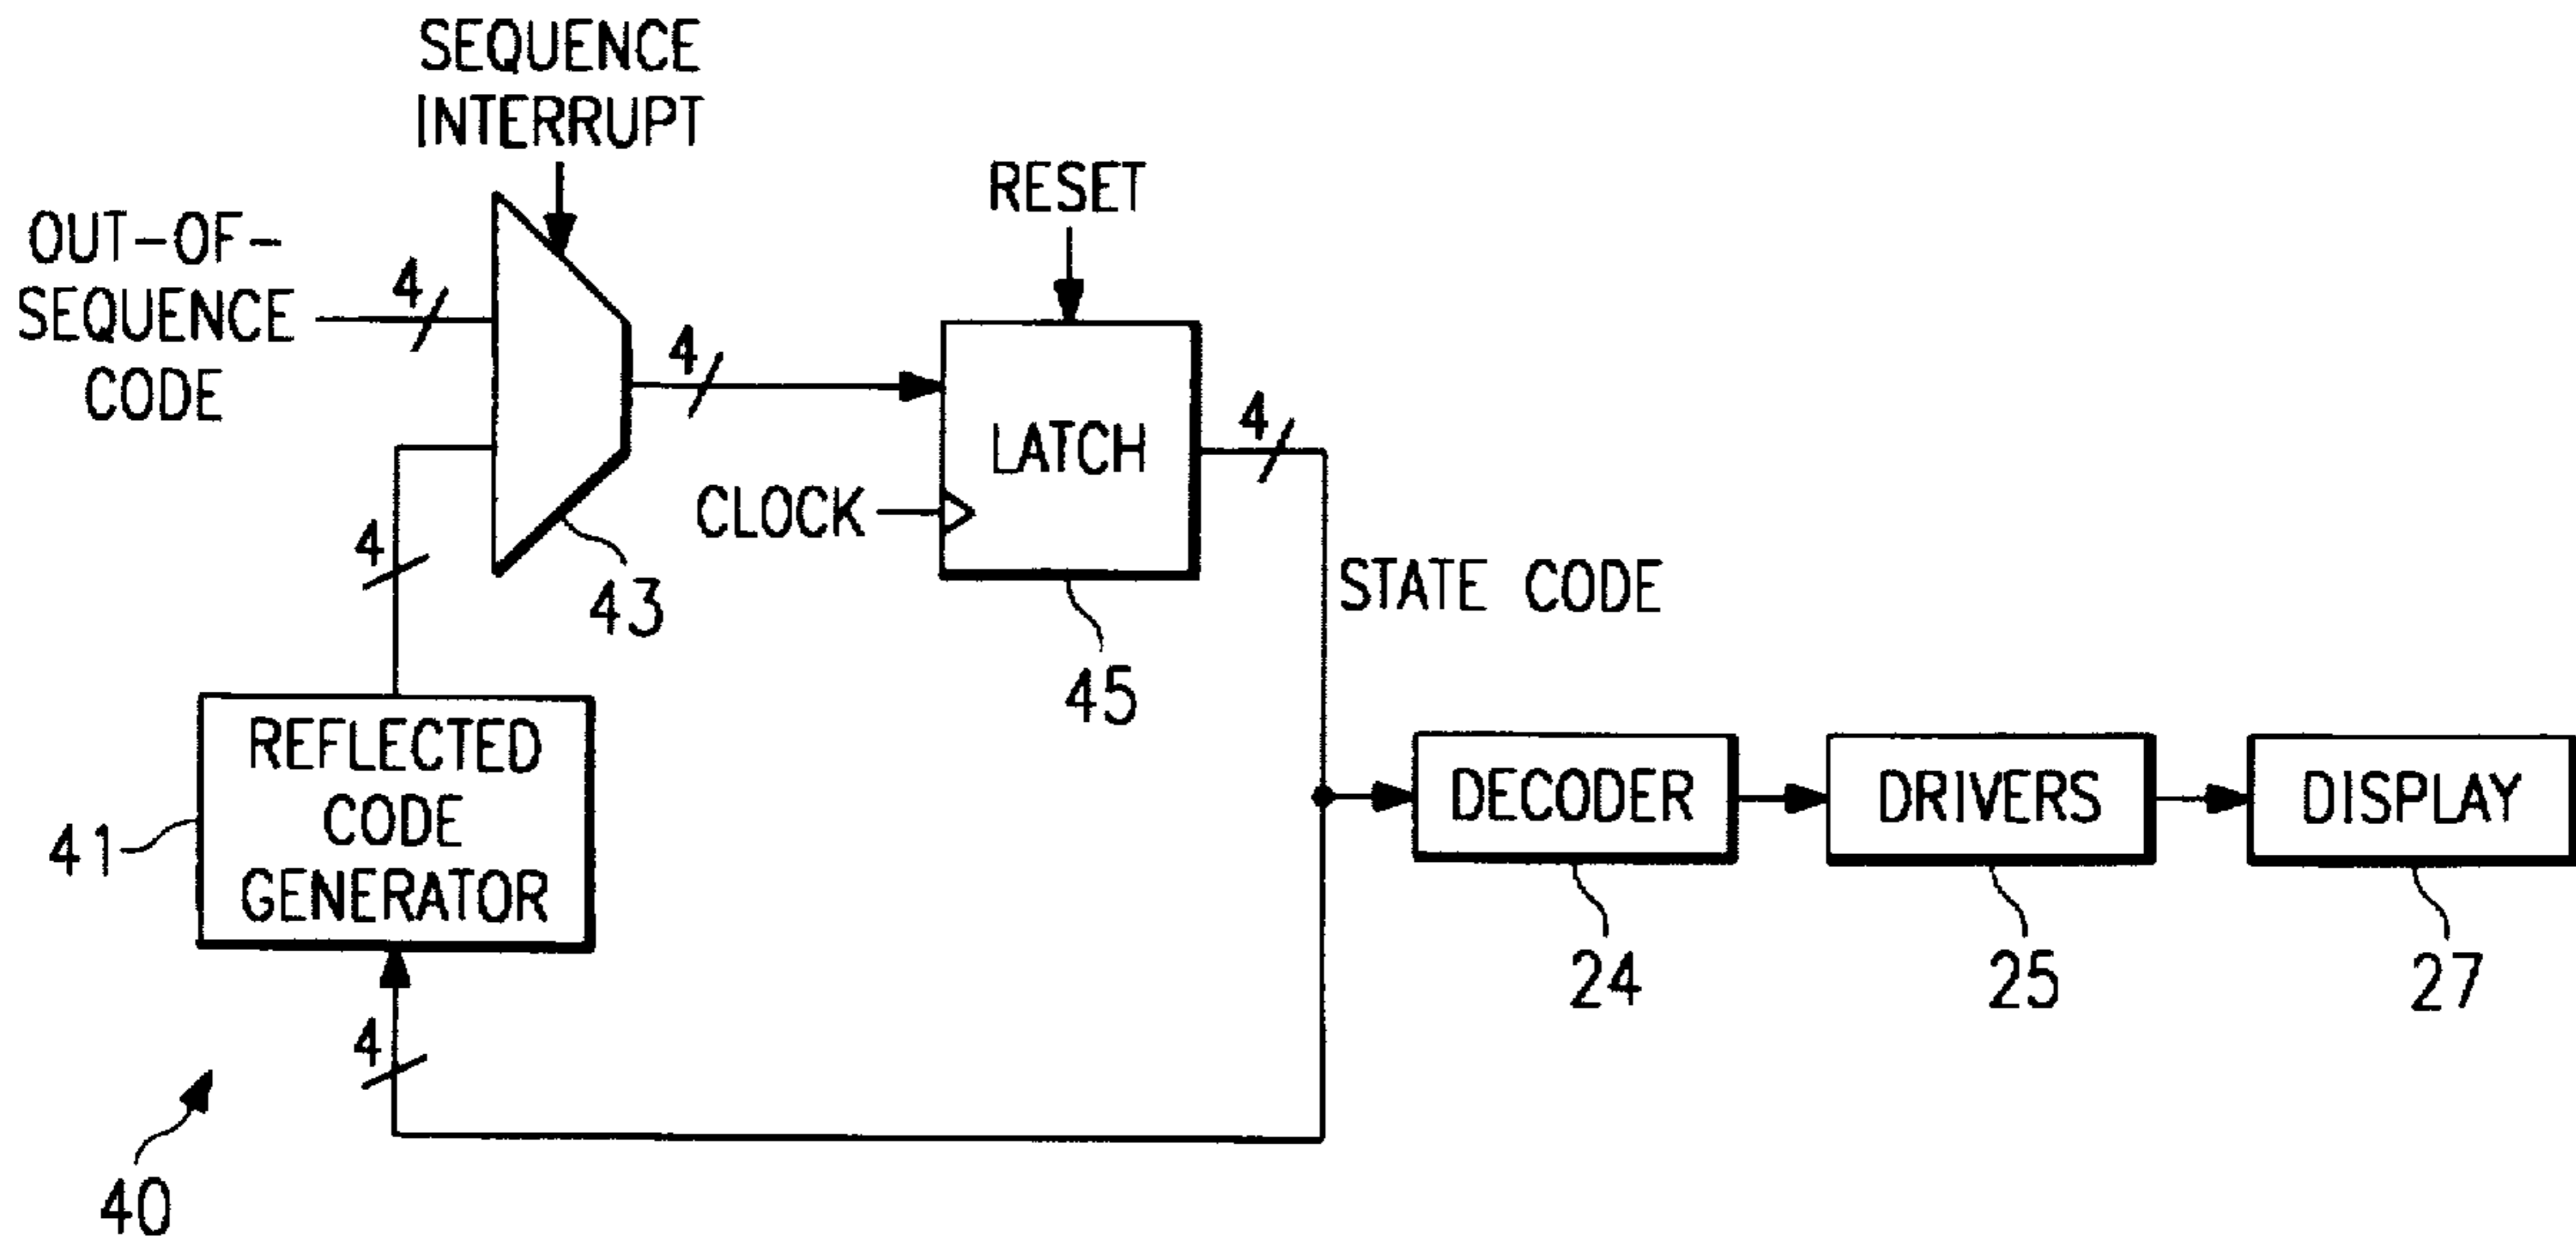 SEQUENCE
INTERRUPT
OUT-OF-
SEQUENCE
CODE
4
4
RESET
LATCH
CLOCK
4
4
43
45
STATE CODE
REFLECTED
CODE
GENERATOR
41
DECODER
DRIVERS
DISPLAY
24
25
27
4
40